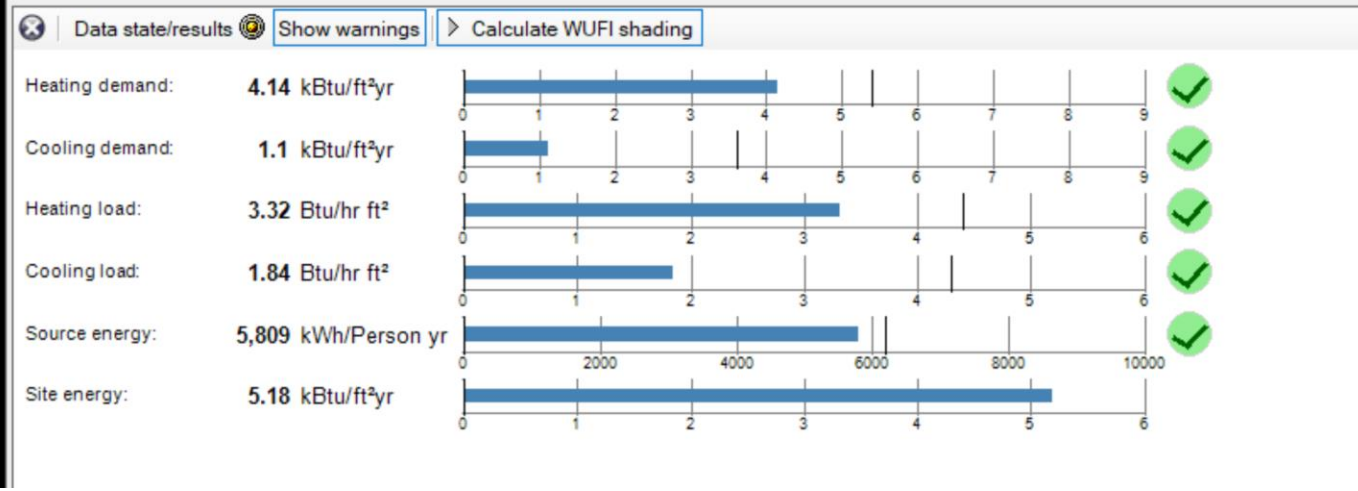 Data state/results Show warnings Calculate WUFI shading
Heating demand: 4.14 kBtu/ft²yr
0 1 2 3 4 5 6 7 8 9
Cooling demand: 1.1 kBtu/ft²yr
0 1 2 3 4 5 6 7 8 9
Heating load: 3.32 Btu/hr ft²
0 1 2 3 4 5 6
Cooling load: 1.84 Btu/hr ft²
0 1 2 3 4 5 6
Source energy: 5,809 kWh/Person yr
0 2000 4000 6000 8000 10000
Site energy: 5.18 kBtu/ft²yr
0 1 2 3 4 5 6